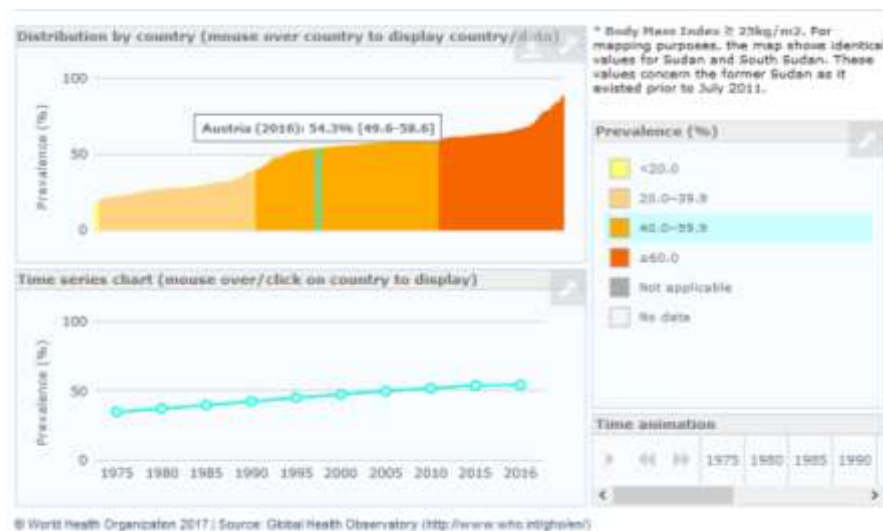 Distribution by country (mouse over country to display country/data)
100
50
0
Prevalence (%)
Austria (2016): 54.3% [49.6-58.6]
* Body Mass Index ≥ 25kg/m2. For
mapping purposes, the map shows identical
values for Sudan and South Sudan. These
values concern the former Sudan as it
existed prior to July 2011.
Prevalence (%)
<20.0
20.0–39.9
40.0–59.9
≥60.0
Not applicable
No data
Time series chart (mouse over/click on country to display)
100
50
0
Prevalence (%)
1975 1980 1985 1990 1995 2000 2005 2010 2015 2016
Time animation
1975 1980 1985 1990
© World Health Organization 2017 | Source: Global Health Observatory (http://www.who.int/gho/en/)